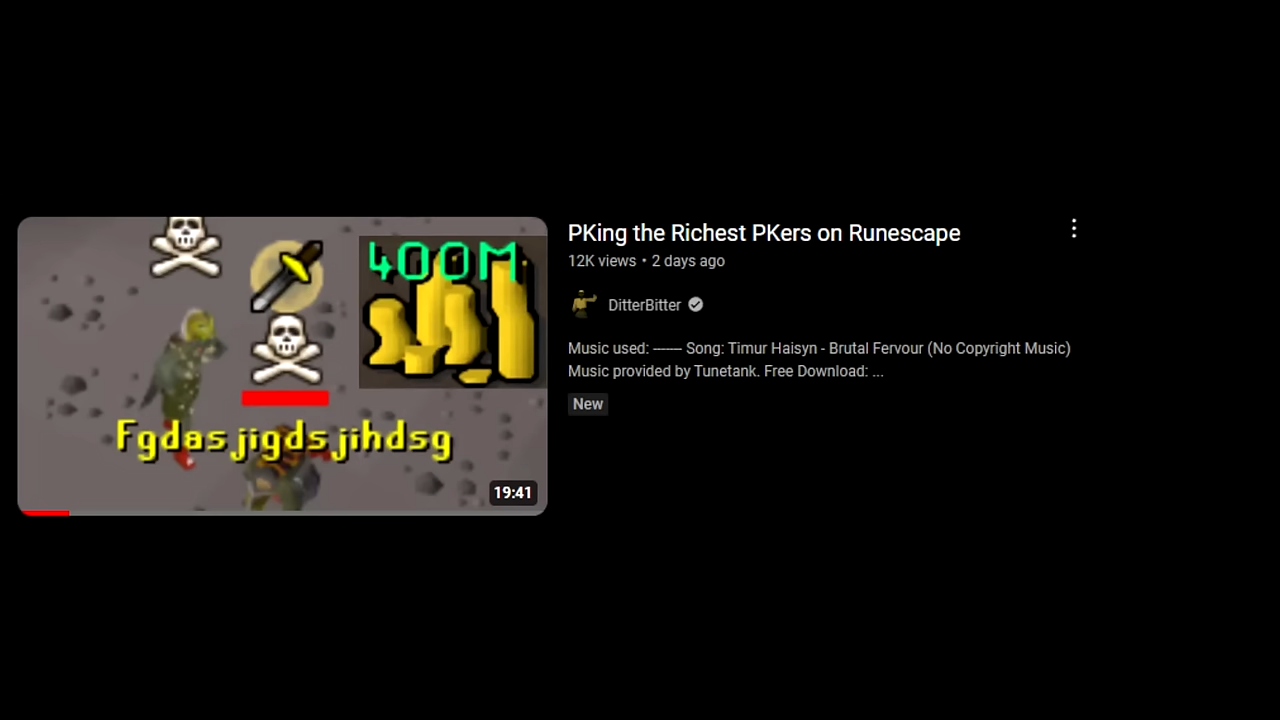 400M
Fgdasjigdsjihdsg
19:41
PKing the Richest PKers on Runescape
12K views • 2 days ago
DitterBitter
Music used: ------- Song: Timur Haisyn - Brutal Fervour (No Copyright Music)
Music provided by Tunetank. Free Download: ...
New